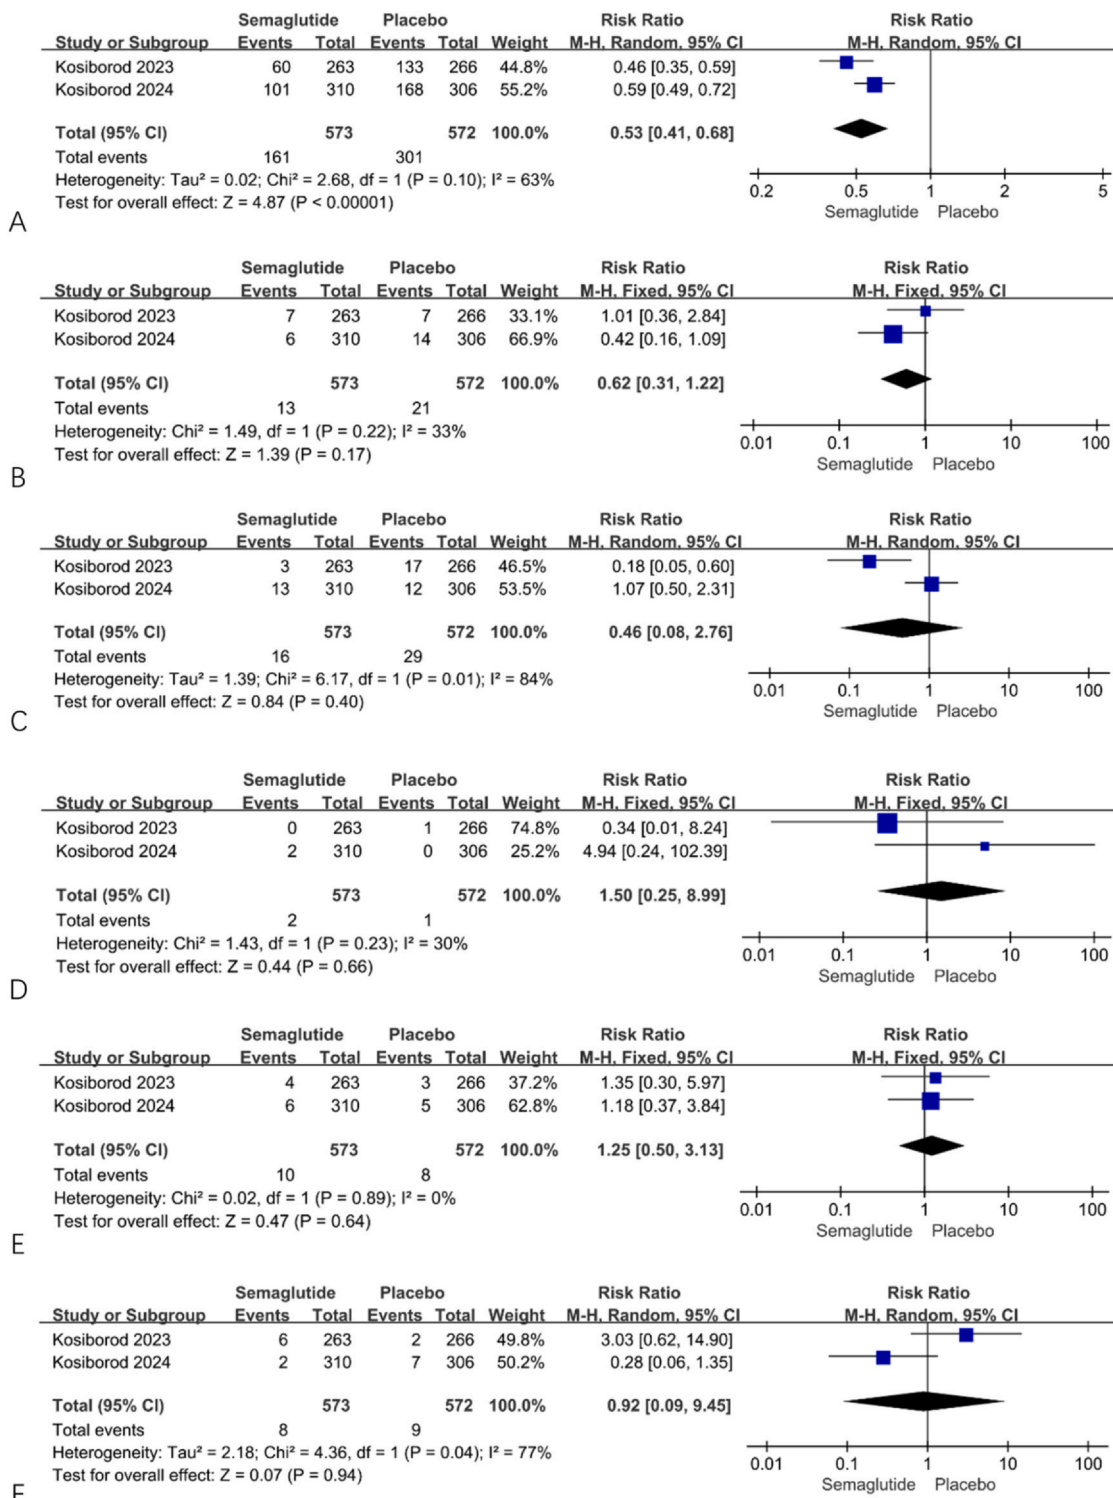 Semaglutide Placebo Risk Ratio Risk Ratio
Study or Subgroup Events Total Events Total Weight M-H, Random, 95% CI M-H, Random, 95% CI
Kosiborod 2023 60 263 133 266 44.8% 0.46 [0.35, 0.59]
Kosiborod 2024 101 310 168 306 55.2% 0.59 [0.49, 0.72]
Total (95% CI) 573 572 100.0% 0.53 [0.41, 0.68]
Total events 161 301
Heterogeneity: Tau² = 0.02; Chi² = 2.68, df = 1 (P = 0.10); I² = 63%
Test for overall effect: Z = 4.87 (P < 0.00001)
0.2 0.5 1 2 5
Semaglutide Placebo
A
Semaglutide Placebo Risk Ratio Risk Ratio
Study or Subgroup Events Total Events Total Weight M-H, Fixed, 95% CI M-H, Fixed, 95% CI
Kosiborod 2023 7 263 7 266 33.1% 1.01 [0.36, 2.84]
Kosiborod 2024 6 310 14 306 66.9% 0.42 [0.16, 1.09]
Total (95% CI) 573 572 100.0% 0.62 [0.31, 1.22]
Total events 13 21
Heterogeneity: Chi² = 1.49, df = 1 (P = 0.22); I² = 33%
Test for overall effect: Z = 1.39 (P = 0.17)
0.01 0.1 1 10 100
Semaglutide Placebo
B
Semaglutide Placebo Risk Ratio Risk Ratio
Study or Subgroup Events Total Events Total Weight M-H, Random, 95% CI M-H, Random, 95% CI
Kosiborod 2023 3 263 17 266 46.5% 0.18 [0.05, 0.60]
Kosiborod 2024 13 310 12 306 53.5% 1.07 [0.50, 2.31]
Total (95% CI) 573 572 100.0% 0.46 [0.08, 2.76]
Total events 16 29
Heterogeneity: Tau² = 1.39; Chi² = 6.17, df = 1 (P = 0.01); I² = 84%
Test for overall effect: Z = 0.84 (P = 0.40)
0.01 0.1 1 10 100
Semaglutide Placebo
C
Semaglutide Placebo Risk Ratio Risk Ratio
Study or Subgroup Events Total Events Total Weight M-H, Fixed, 95% CI M-H, Fixed, 95% CI
Kosiborod 2023 0 263 1 266 74.8% 0.34 [0.01, 8.24]
Kosiborod 2024 2 310 0 306 25.2% 4.94 [0.24, 102.39]
Total (95% CI) 573 572 100.0% 1.50 [0.25, 8.99]
Total events 2 1
Heterogeneity: Chi² = 1.43, df = 1 (P = 0.23); I² = 30%
Test for overall effect: Z = 0.44 (P = 0.66)
0.01 0.1 1 10 100
Semaglutide Placebo
D
Semaglutide Placebo Risk Ratio Risk Ratio
Study or Subgroup Events Total Events Total Weight M-H, Fixed, 95% CI M-H, Fixed, 95% CI
Kosiborod 2023 4 263 3 266 37.2% 1.35 [0.30, 5.97]
Kosiborod 2024 6 310 5 306 62.8% 1.18 [0.37, 3.84]
Total (95% CI) 573 572 100.0% 1.25 [0.50, 3.13]
Total events 10 8
Heterogeneity: Chi² = 0.02, df = 1 (P = 0.89); I² = 0%
Test for overall effect: Z = 0.47 (P = 0.64)
0.01 0.1 1 10 100
Semaglutide Placebo
E
Semaglutide Placebo Risk Ratio Risk Ratio
Study or Subgroup Events Total Events Total Weight M-H, Random, 95% CI M-H, Random, 95% CI
Kosiborod 2023 6 263 2 266 49.8% 3.03 [0.62, 14.90]
Kosiborod 2024 2 310 7 306 50.2% 0.28 [0.06, 1.35]
Total (95% CI) 573 572 100.0% 0.92 [0.09, 9.45]
Total events 8 9
Heterogeneity: Tau² = 2.18; Chi² = 4.36, df = 1 (P = 0.04); I² = 77%
Test for overall effect: Z = 0.07 (P = 0.94)
0.01 0.1 1 10 100
Semaglutide Placebo
F